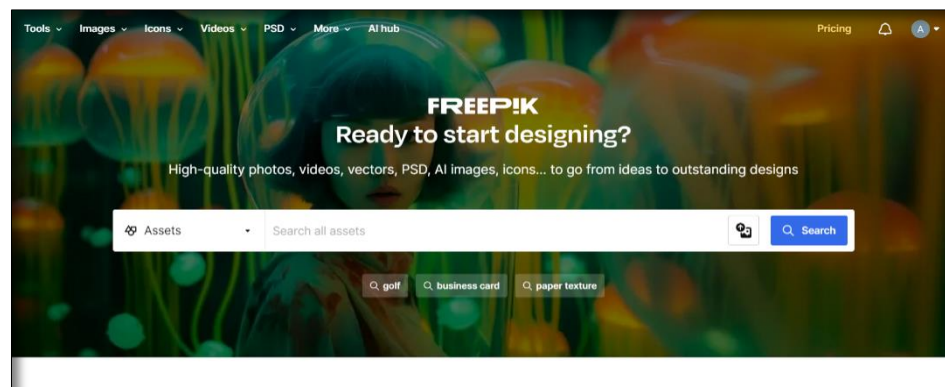 Tools Images Icons Videos PSD More AI hub Pricing A
FREEP!K
Ready to start designing?
High-quality photos, videos, vectors, PSD, AI images, icons... to go from ideas to outstanding designs
Assets Search all assets Search
golf business card paper texture